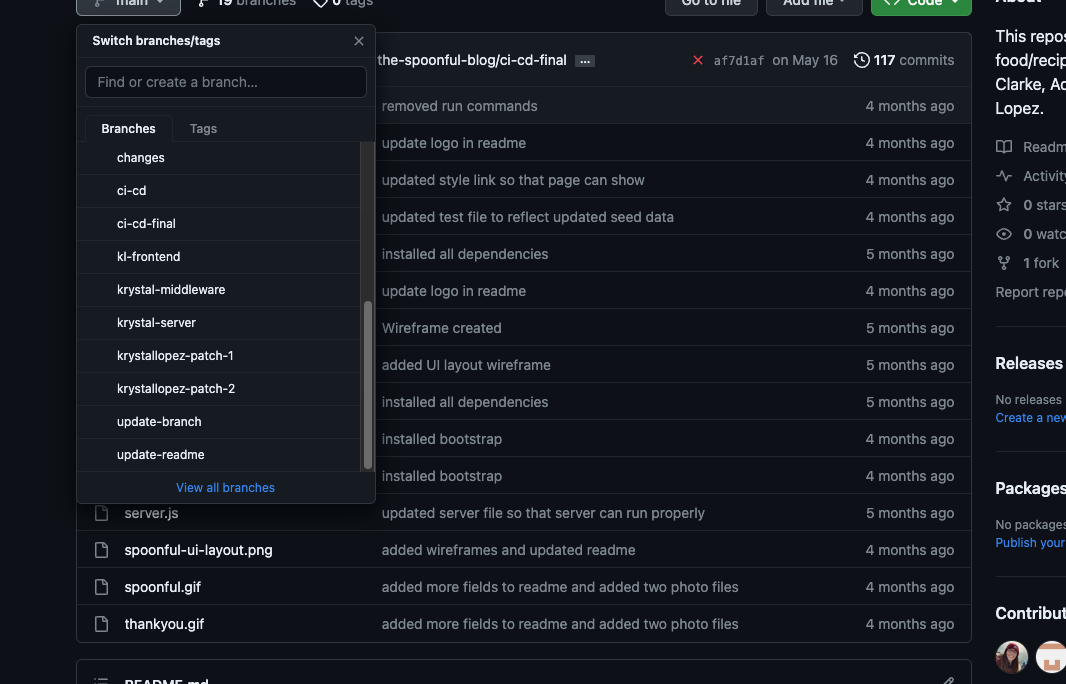 main
19 branches
0 tags
Go to file
Add file
Code
Switch branches/tags
Find or create a branch...
Branches
Tags
changes
ci-cd
ci-cd-final
kl-frontend
krystal-middleware
krystal-server
krystallopez-patch-1
krystallopez-patch-2
update-branch
update-readme
View all branches
the-spoonful-blog/ci-cd-final ...
af7d1af on May 16
117 commits
removed run commands 4 months ago
update logo in readme 4 months ago
updated style link so that page can show 4 months ago
updated test file to reflect updated seed data 4 months ago
installed all dependencies 5 months ago
update logo in readme 4 months ago
Wireframe created 5 months ago
added UI layout wireframe 5 months ago
installed all dependencies 5 months ago
installed bootstrap 4 months ago
installed bootstrap 4 months ago
server.js updated server file so that server can run properly 5 months ago
spoonful-ui-layout.png added wireframes and updated readme 4 months ago
spoonful.gif added more fields to readme and added two photo files 4 months ago
thankyou.gif added more fields to readme and added two photo files 4 months ago
README.md
About
This repos
food/recip
Clarke, Ad
Lopez.
Readm
Activity
0 stars
0 watc
1 fork
Report repo
Releases
No releases
Create a new
Packages
No packages
Publish your
Contribut